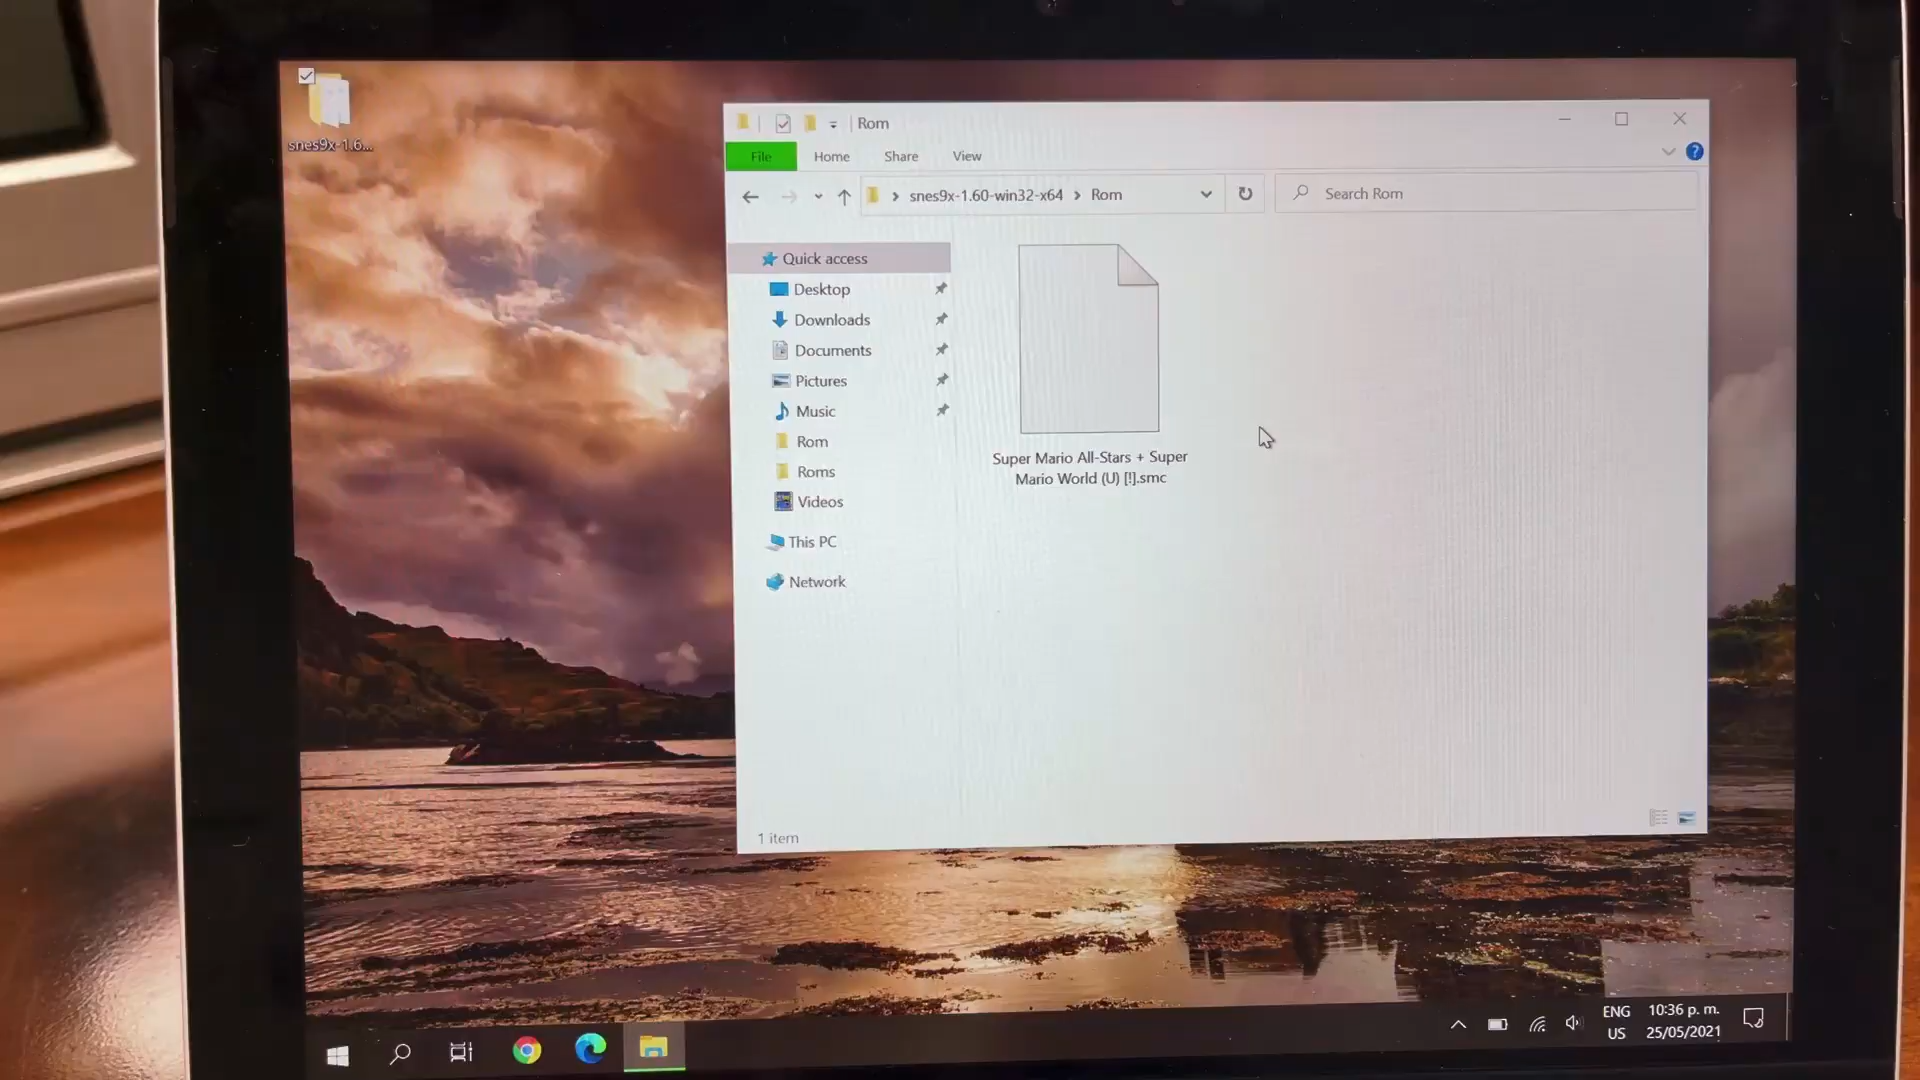 snes9x-1.6...
Rom
File
Home
Share
View
snes9x-1.60-win32-x64
Rom
Search Rom
Quick access
Desktop
Downloads
Documents
Pictures
Music
Rom
Roms
Videos
This PC
Network
Super Mario All-Stars + Super
Mario World (U) [!].smc
1 item
ENG
US
10:36 p. m.
25/05/2021